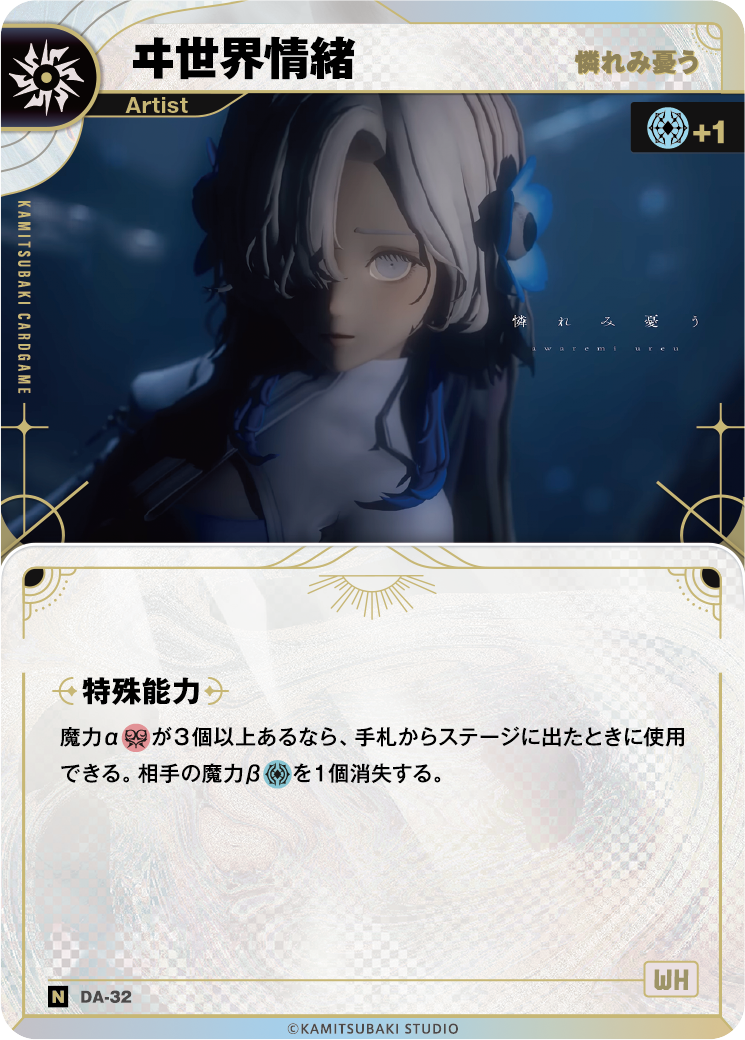 ヰ世界情緒
憐れみ憂う
Artist
+1
KAMITSUBAKI CARDGAME
憐れみ憂う
awaremi ureu
特殊能力
魔力αが3個以上あるなら、手札からステージに出たときに使用
できる。相手の魔力βを1個消失する。
WH
N DA-32
©KAMITSUBAKI STUDIO